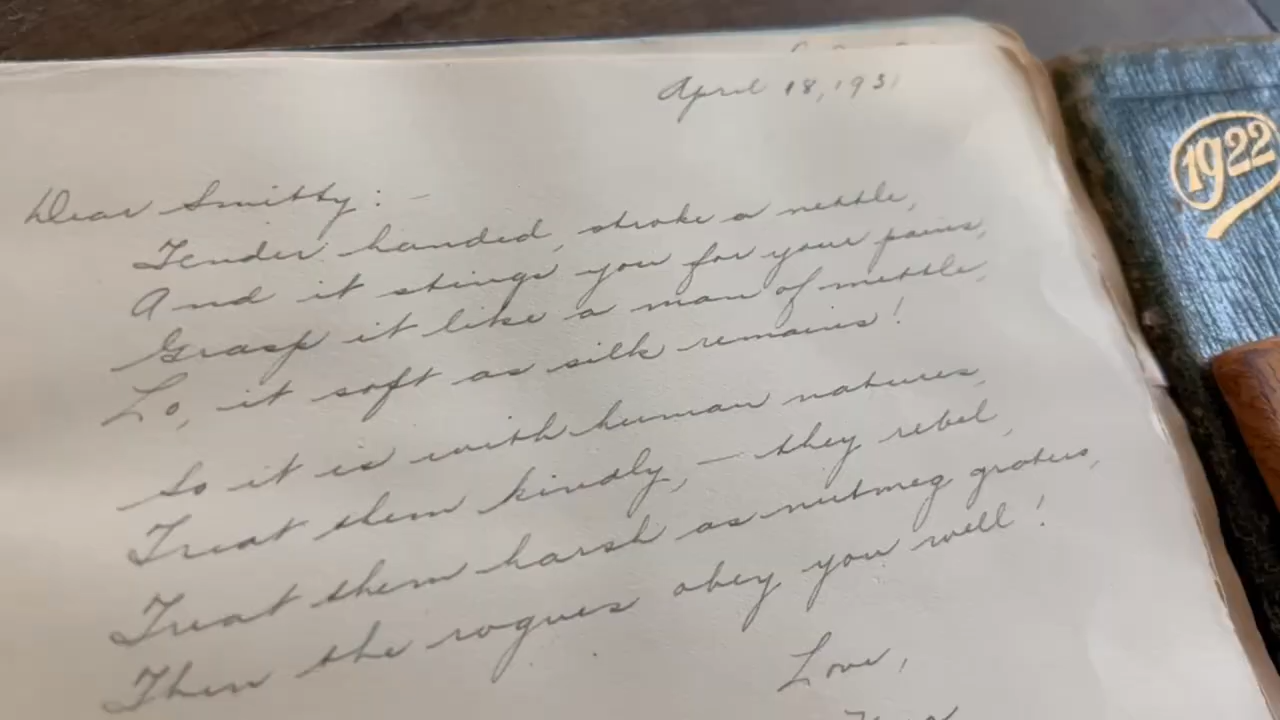 April 18, 1931
Dear Smitty: -
Tender handed, stroke a nettle,
And it stings you for your pains,
Grasp it like a man of mettle,
Lo, it soft as silk remains!
So it is with human natures,
Treat them kindly, — they rebel,
Treat them harsh as nutmeg graters,
Then the rogues obey you well!
Love,
1922